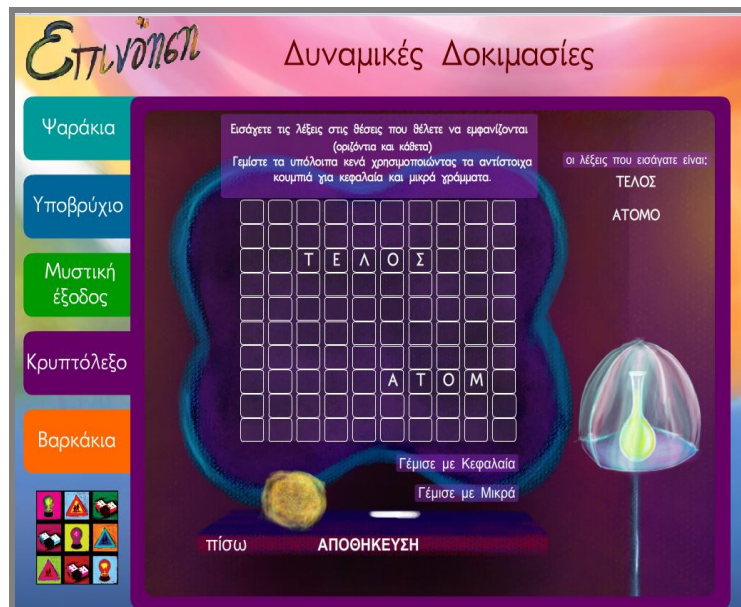 Επινόηση
Δυναμικές Δοκιμασίες
Ψαράκια
Υποβρύχιο
Μυστική
έξοδος
Κρυπτόλεξο
Βαρκάκια
Εισάγετε τις λέξεις στις θέσεις που θέλετε να εμφανίζονται
(οριζόντια και κάθετα)
Γεμίστε τα υπόλοιπα κενά χρησιμοποιώντας τα αντίστοιχα
κουμπιά για κεφαλαία και μικρά γράμματα.
οι λέξεις που εισάγατε είναι:
ΤΕΛΟΣ
ΑΤΟΜΟ
Τ Ε Λ Ο Σ
Α Τ Ο Μ
Γέμισε με Κεφαλαία
Γέμισε με Μικρά
πίσω
ΑΠΟΘΗΚΕΥΣΗ